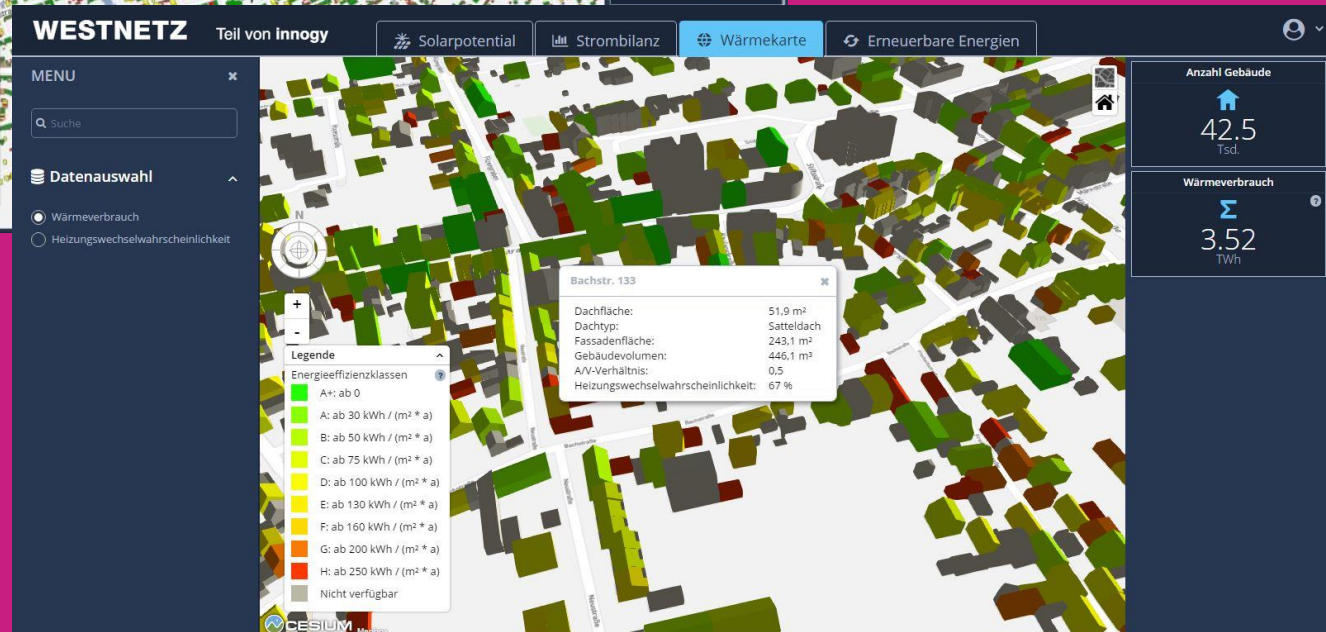 WESTNETZ Teil von innogy
Solarpotential
Strombilanz
Wärmekarte
Erneuerbare Energien
MENU
Suche
Datenauswahl
Wärmeverbrauch
Heizungswechselwahrscheinlichkeit
N
+
-
Legende
Energieeffizienzklassen ?
A+: ab 0
A: ab 30 kWh / (m² * a)
B: ab 50 kWh / (m² * a)
C: ab 75 kWh / (m² * a)
D: ab 100 kWh / (m² * a)
E: ab 130 kWh / (m² * a)
F: ab 160 kWh / (m² * a)
G: ab 200 kWh / (m² * a)
H: ab 250 kWh / (m² * a)
Nicht verfügbar
CESIUM
Bachstr. 133
Dachfläche: 51,9 m²
Dachtyp: Satteldach
Fassadenfläche: 243,1 m²
Gebäudevolumen: 446,1 m³
A/V-Verhältnis: 0,5
Heizungswechselwahrscheinlichkeit: 67 %
Bachstraße
Neustraße
Neustraße
Anzahl Gebäude
42.5
Tsd.
Wärmeverbrauch
?
Σ
3.52
TWh